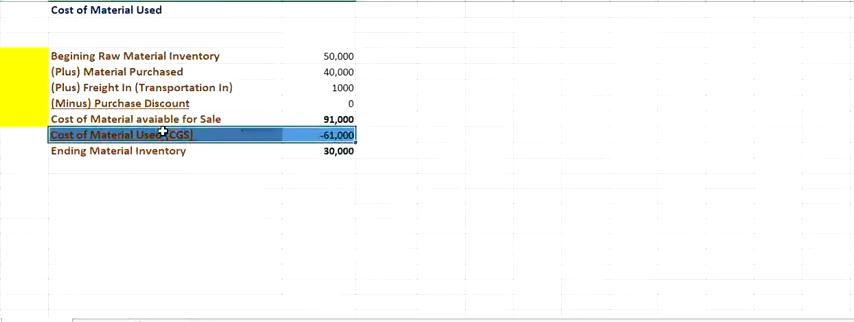 Cost of Material Used
Begining Raw Material Inventory 50,000
(Plus) Material Purchased 40,000
(Plus) Freight In (Transportation In) 1000
(Minus) Purchase Discount 0
Cost of Material avaiable for Sale 91,000
Cost of Material Used (CGS) -61,000
Ending Material Inventory 30,000